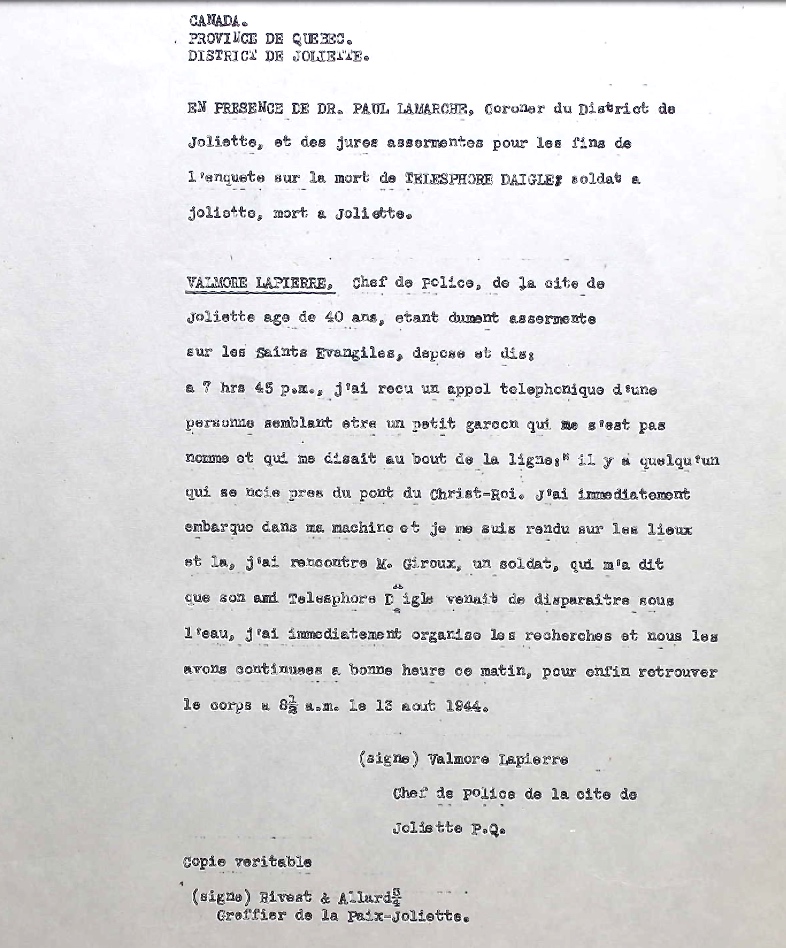 CANADA.
PROVINCE DE QUEBEC.
DISTRICT DE JOLIETTE.
EN PRESENCE DE DR. PAUL LAMARCHE, Coroner du District de
Joliette, et des jures assermentes pour les fins de
l'enquete sur la mort de TELESPHORE DAIGLE; soldat a
joliette, mort a Joliette.
VALMORE LAPIERRE, Chef de Police, de la cite de
Joliette age de 40 ans, etant dument assermente
sur les Saints Evangiles, depose et dis;
a 7 hrs 45 p.m., j'ai recu un appel telephonique d'une
personne semblant etre un petit garcon qui me s'est pas
nomme et qui me disait au bout de la ligne;" il y a quelqu'un
qui se noie pres du pont du Christ-Roi. J'ai immediatement
embarque dans ma machine et je me suis rendu sur les lieux
et la, j'ai rencontre M. Giroux, un soldat, qui m'a dit
que son ami Telesphore Daigle venait de disparaitre sous
l'eau, j'ai immediatement organise les recherches et nous les
avons continuees a bonne heure ce matin, pour enfin retrouver
le corps a 8½ a.m. le 13 aout 1944.
(signe) Valmore Lapierre
Chef de police de la cite de
Joliette P.Q.
Copie veritable
(signe) Rivest & Allard¾
Greffier de la Paix-Joliette.